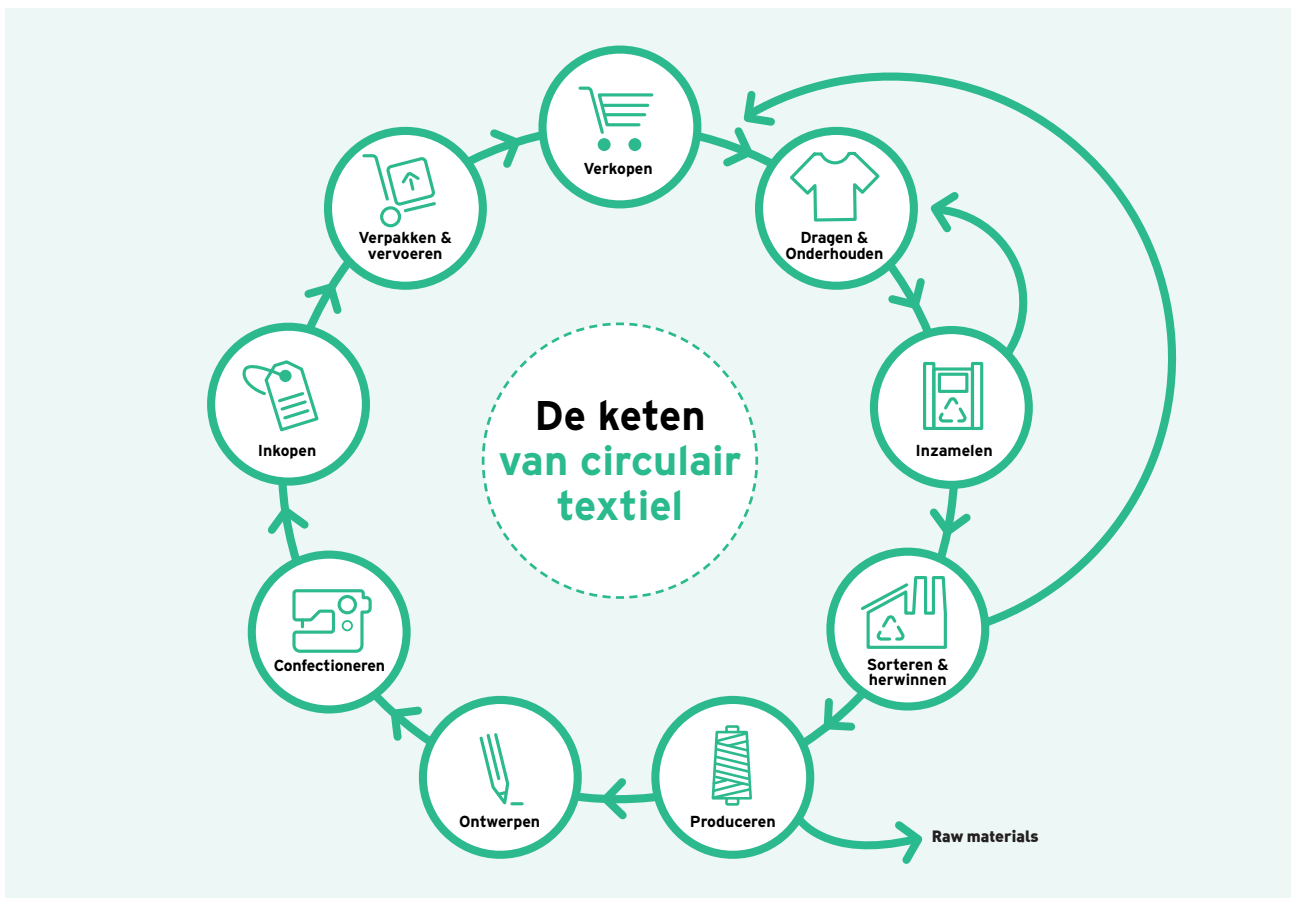 De keten
van circulair
textiel
Verkopen
Dragen &
Onderhouden
Inzamelen
Sorteren &
herwinnen
Produceren
Raw materials
Ontwerpen
Confectioneren
Inkopen
Verpakken &
vervoeren